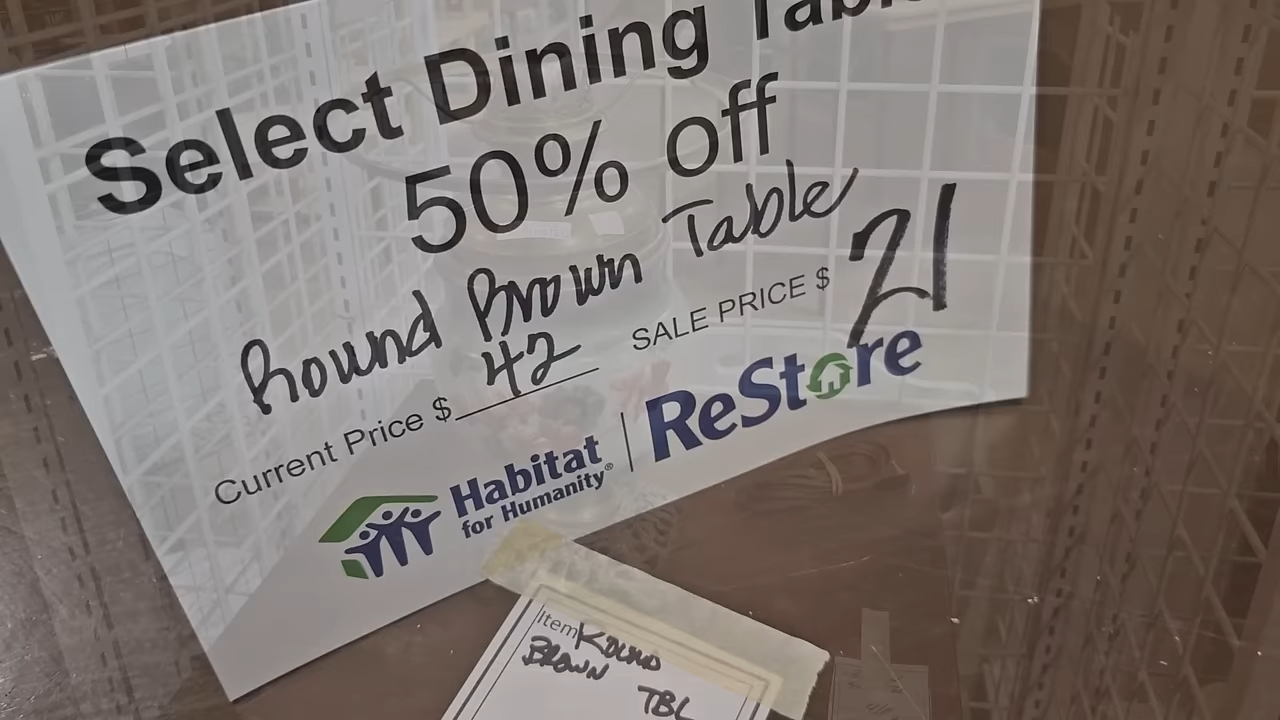 Select Dining Table
50% off
Round Brown Table
Current Price $ 42 SALE PRICE $ 21
Habitat for Humanity® | ReStore
Item Round
BROWN
TBL